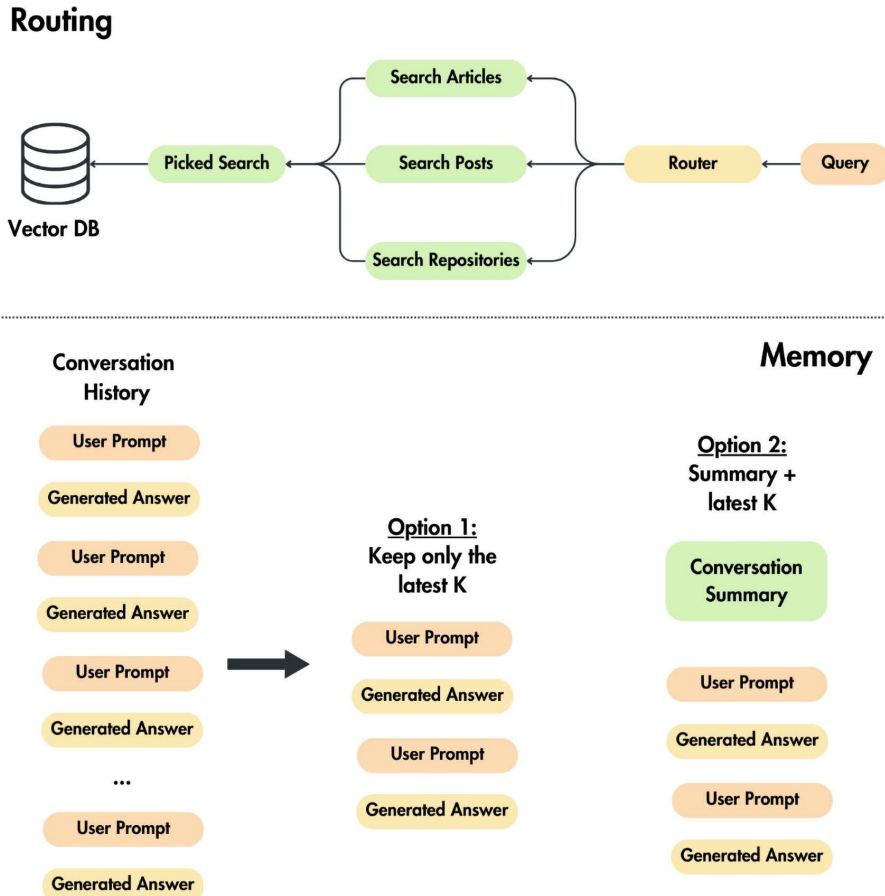 Routing
Search Articles
Picked Search
Search Posts
Router
Query
Vector DB
Search Repositories
Memory
Conversation
History
User Prompt
Generated Answer
User Prompt
Generated Answer
User Prompt
Generated Answer
...
User Prompt
Generated Answer
Option 1:
Keep only the
latest K
User Prompt
Generated Answer
User Prompt
Generated Answer
Option 2:
Summary +
latest K
Conversation
Summary
User Prompt
Generated Answer
User Prompt
Generated Answer